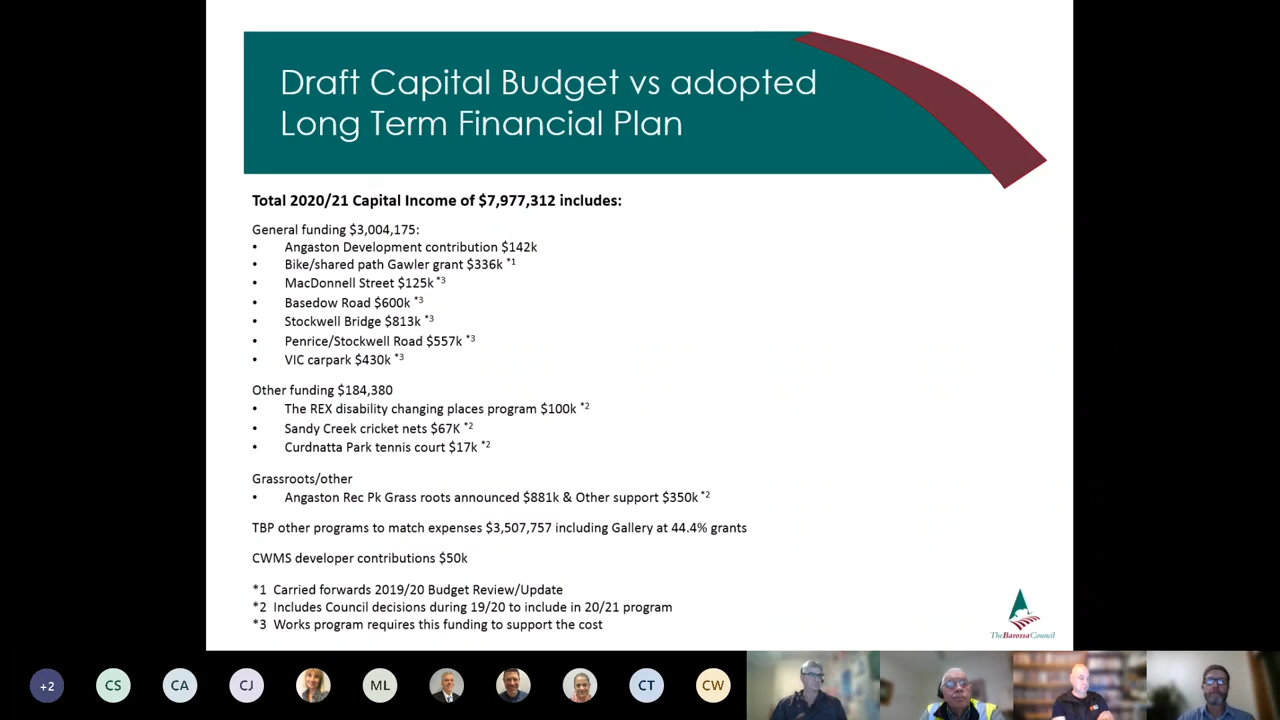 Draft Capital Budget vs adopted
Long Term Financial Plan
Total 2020/21 Capital Income of $7,977,312 includes:
General funding $3,004,175:
• Angaston Development contribution $142k
• Bike/shared path Gawler grant $336k *1
• MacDonnell Street $125k *3
• Basedow Road $600k *3
• Stockwell Bridge $813k *3
• Penrice/Stockwell Road $557k *3
• VIC carpark $430k *3
Other funding $184,380
• The REX disability changing places program $100k *2
• Sandy Creek cricket nets $67K *2
• Curdnatta Park tennis court $17k *2
Grassroots/other
• Angaston Rec Pk Grass roots announced $881k & Other support $350k *2
TBP other programs to match expenses $3,507,757 including Gallery at 44.4% grants
CWMS developer contributions $50k
*1 Carried forwards 2019/20 Budget Review/Update
*2 Includes Council decisions during 19/20 to include in 20/21 program
*3 Works program requires this funding to support the cost
The Barossa Council
+2 CS CA CJ ML CT CW